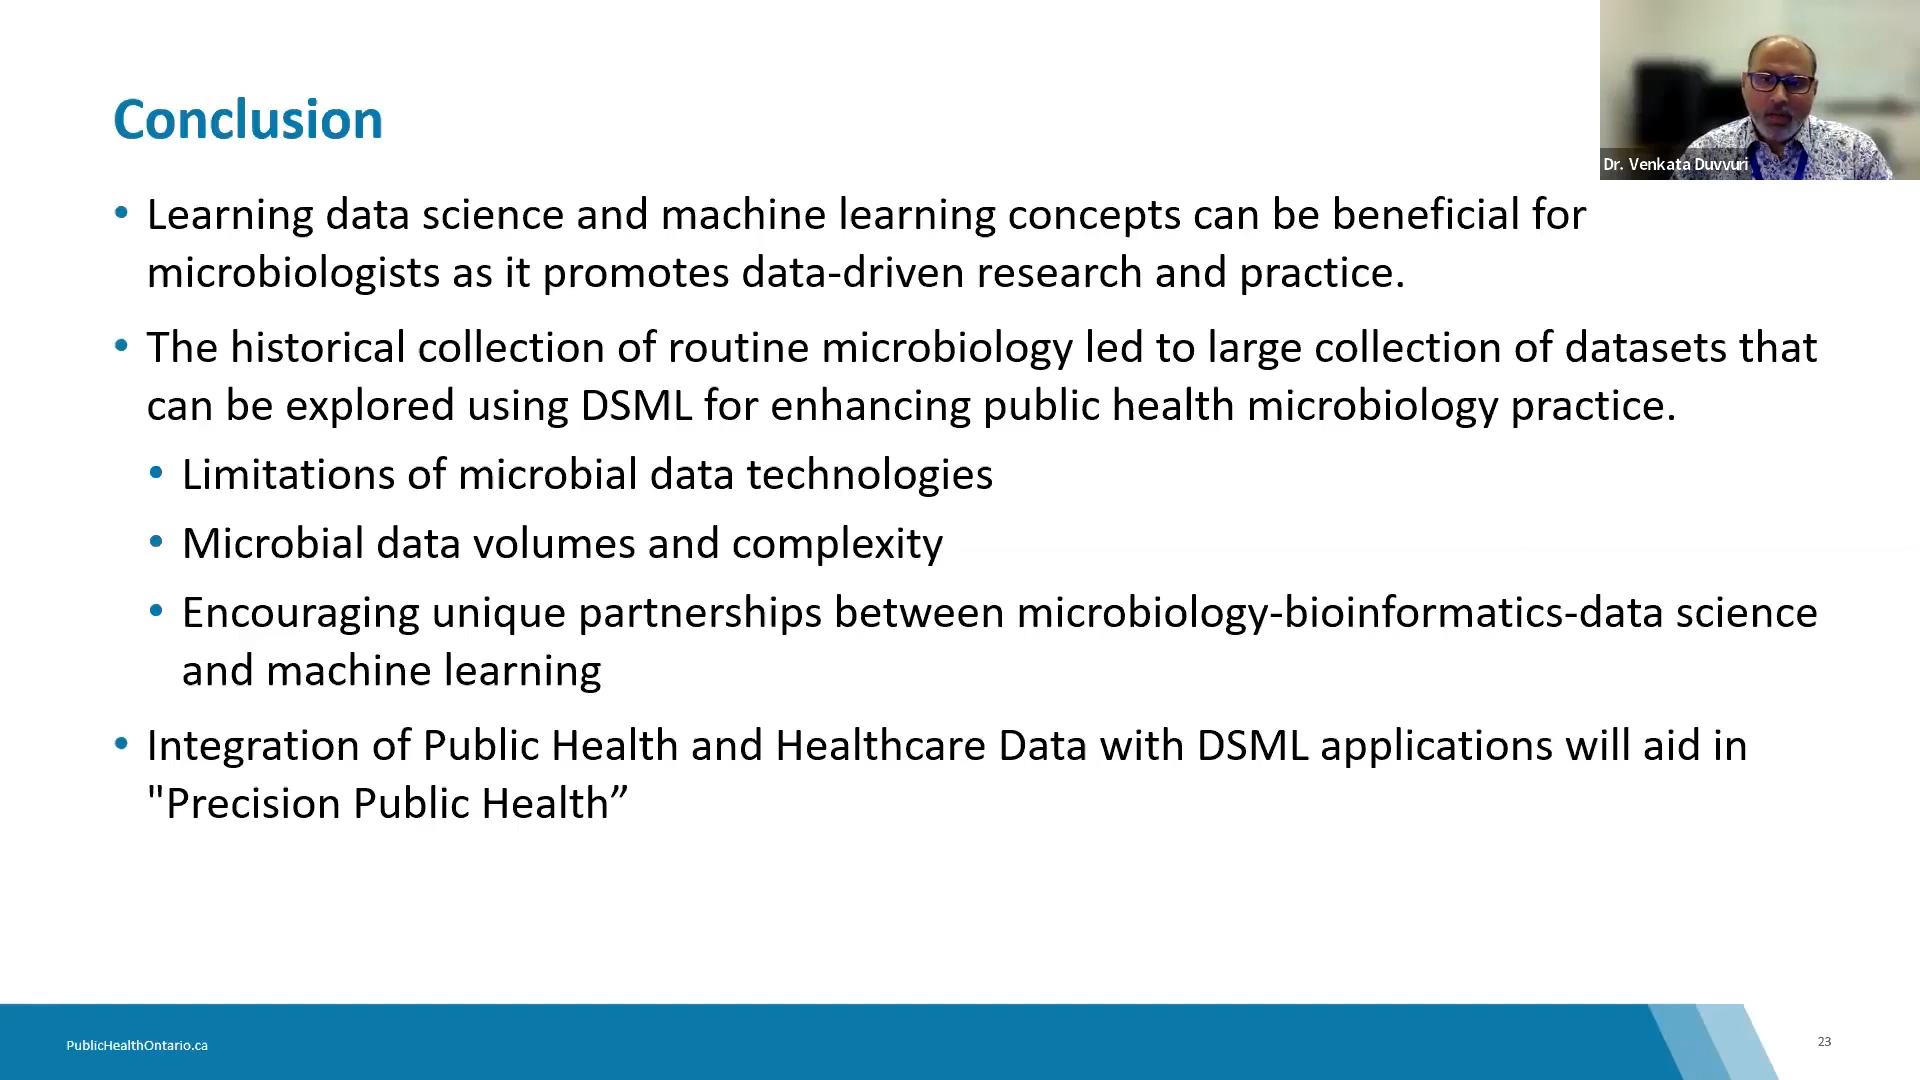 Conclusion
Dr. Venkata Duvvuri
• Learning data science and machine learning concepts can be beneficial for
microbiologists as it promotes data-driven research and practice.
• The historical collection of routine microbiology led to large collection of datasets that
can be explored using DSML for enhancing public health microbiology practice.
• Limitations of microbial data technologies
• Microbial data volumes and complexity
• Encouraging unique partnerships between microbiology-bioinformatics-data science
and machine learning
• Integration of Public Health and Healthcare Data with DSML applications will aid in
"Precision Public Health”
PublicHealthOntario.ca
23